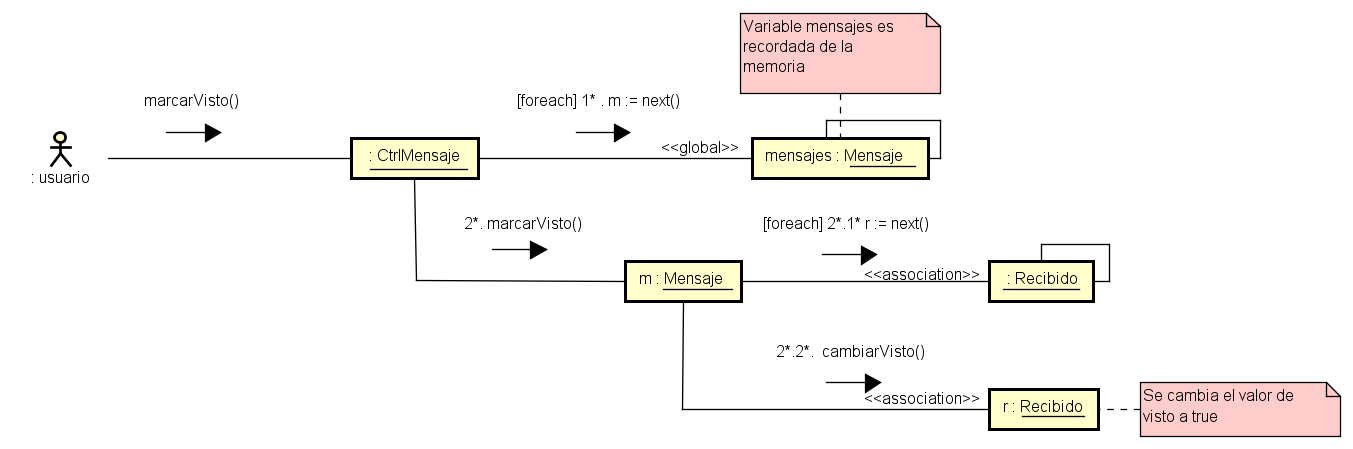 Variable mensajes es
recordada de la
memoria
marcarVisto()
[foreach] 1* . m := next()
<<global>>
: CtrlMensaje
mensajes : Mensaje
: usuario
2*. marcarVisto()
[foreach] 2*.1* r := next()
<<association>>
m : Mensaje
: Recibido
2*.2*.  cambiarVisto()
<<association>>
r : Recibido
Se cambia el valor de
visto a true